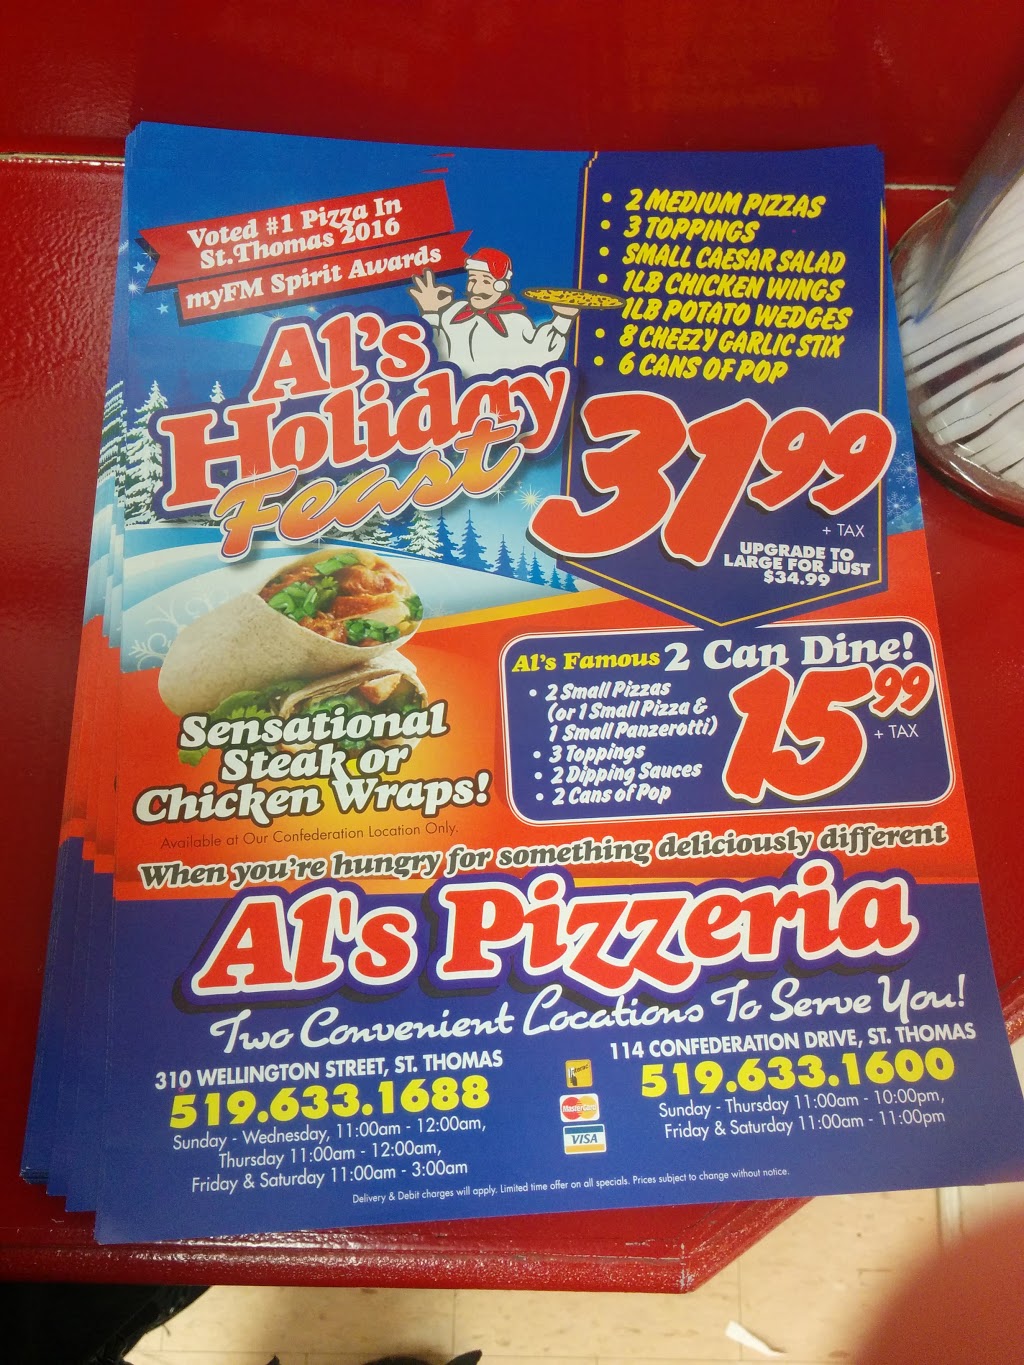 Voted #1 Pizza In
St.Thomas 2016
myFM Spirit Awards
Al's
Holiday
Feast
• 2 MEDIUM PIZZAS
• 3 TOPPINGS
• SMALL CAESAR SALAD
• 1LB CHICKEN WINGS
1LB POTATO WEDGES
• 8 CHEEZY GARLIC STIX
• 6 CANS OF POP
31.99
+ TAX
UPGRADE TO
LARGE FOR JUST
$34.99
Sensational
Steak or
Chicken Wraps!
Available at Our Confederation Location Only.
Al's Famous 2 Can Dine!
• 2 Small Pizzas
(or 1 Small Pizza &
1 Small Panzerotti)
• 3 Toppings
• 2 Dipping Sauces
• 2 Cans of Pop
15.99
+ TAX
When you're hungry for something deliciously different
Al's Pizzeria
Two Convenient Locations To Serve You!
310 WELLINGTON STREET, ST. THOMAS
519.633.1688
Sunday - Wednesday, 11:00am - 12:00am,
Thursday 11:00am - 12:00am,
Friday & Saturday 11:00am - 3:00am
Interac
MasterCard
VISA
114 CONFEDERATION DRIVE, ST. THOMAS
519.633.1600
Sunday - Thursday 11:00am - 10:00pm,
Friday & Saturday 11:00am - 11:00pm
Delivery & Debit charges will apply. Limited time offer on all specials. Prices subject to change without notice.